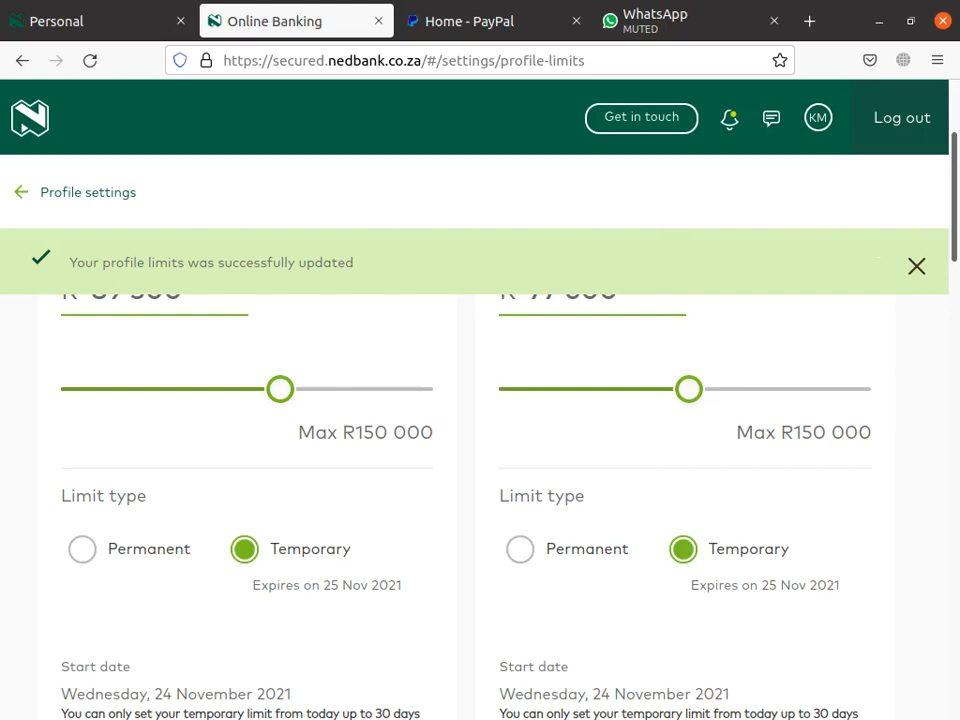 Personal
Online Banking
Home - PayPal
WhatsApp
MUTED
https://secured.nedbank.co.za/#/settings/profile-limits
Get in touch
KM
Log out
Profile settings
Your profile limits was successfully updated
Max R150 000
Max R150 000
Limit type
Limit type
Permanent
Temporary
Permanent
Temporary
Expires on 25 Nov 2021
Expires on 25 Nov 2021
Start date
Start date
Wednesday, 24 November 2021
Wednesday, 24 November 2021
You can only set your temporary limit from today up to 30 days
You can only set your temporary limit from today up to 30 days